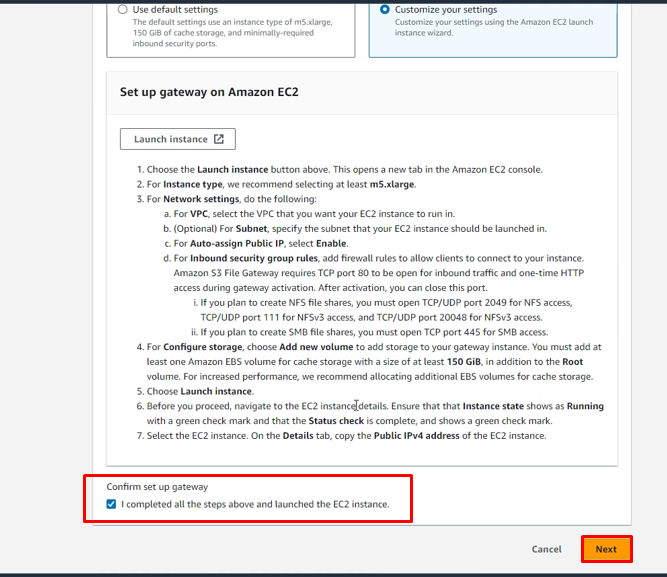 Use default settings
The default settings use an instance type of m5.xlarge,
150 GiB of cache storage, and minimally-required
inbound security ports.
Customize your settings
Customize your settings using the Amazon EC2 launch
instance wizard.
Set up gateway on Amazon EC2
Launch instance
1. Choose the Launch instance button above. This opens a new tab in the Amazon EC2 console.
2. For Instance type, we recommend selecting at least m5.xlarge.
3. For Network settings, do the following:
a. For VPC, select the VPC that you want your EC2 instance to run in.
b. (Optional) For Subnet, specify the subnet that your EC2 instance should be launched in.
c. For Auto-assign Public IP, select Enable.
d. For Inbound security group rules, add firewall rules to allow clients to connect to your instance.
Amazon S3 File Gateway requires TCP port 80 to be open for inbound traffic and one-time HTTP
access during gateway activation. After activation, you can close this port.
i. If you plan to create NFS file shares, you must open TCP/UDP port 2049 for NFS access,
TCP/UDP port 111 for NFSv3 access, and TCP/UDP port 20048 for NFSv3 access.
ii. If you plan to create SMB file shares, you must open TCP port 445 for SMB access.
4. For Configure storage, choose Add new volume to add storage to your gateway instance. You must add at
least one Amazon EBS volume for cache storage with a size of at least 150 GiB, in addition to the Root
volume. For increased performance, we recommend allocating additional EBS volumes for cache storage.
5. Choose Launch instance.
6. Before you proceed, navigate to the EC2 instance details. Ensure that that Instance state shows as Running
with a green check mark and that the Status check is complete, and shows a green check mark.
7. Select the EC2 instance. On the Details tab, copy the Public IPv4 address of the EC2 instance.
Confirm set up gateway
I completed all the steps above and launched the EC2 instance.
Cancel
Next